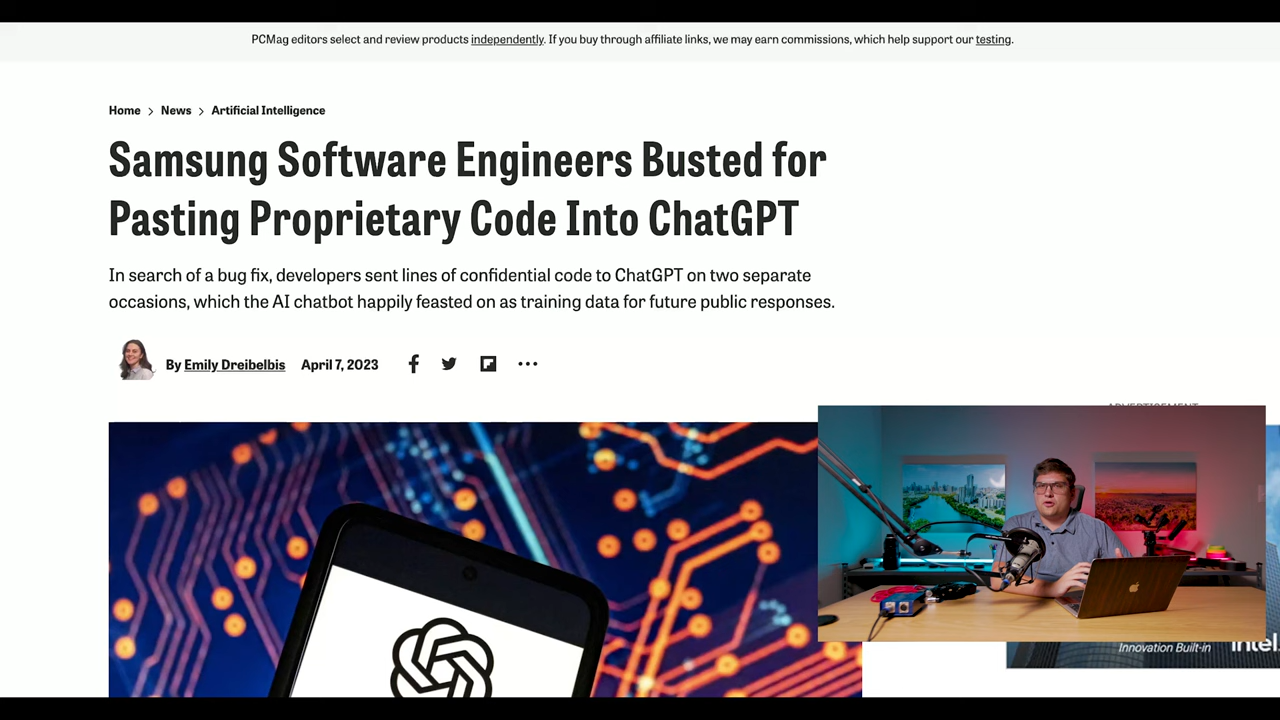 PCMag editors select and review products independently. If you buy through affiliate links, we may earn commissions, which help support our testing.
Home > News > Artificial Intelligence
Samsung Software Engineers Busted for
Pasting Proprietary Code Into ChatGPT
In search of a bug fix, developers sent lines of confidential code to ChatGPT on two separate
occasions, which the AI chatbot happily feasted on as training data for future public responses.
By Emily Dreibelbis April 7, 2023
ADVERTISEMENT
Innovation Built-in intel.